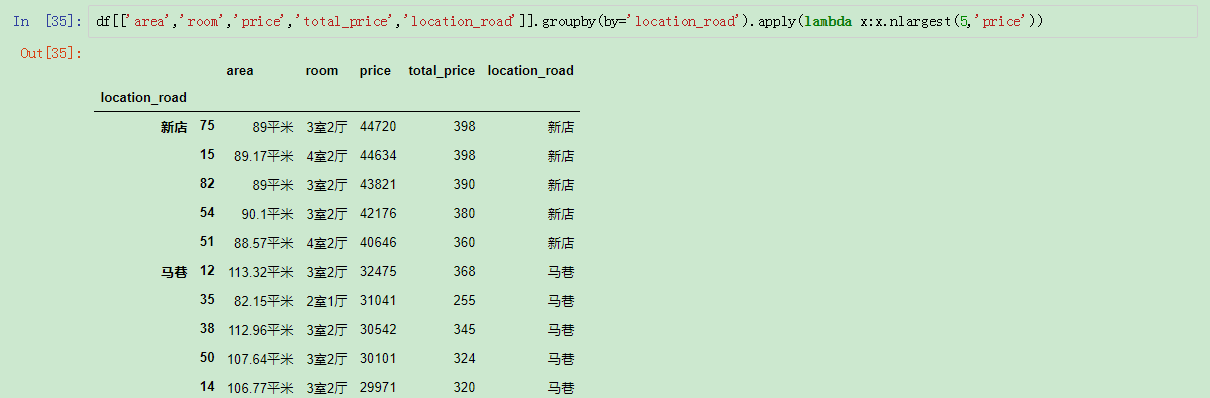 In [35]: df[['area','room','price','total_price','location_road']].groupby(by='location_road').apply(lambda x:x.nlargest(5,'price'))
Out[35]:
area room price total_price location_road
location_road
新店 75 89平米 3室2厅 44720 398 新店
15 89.17平米 4室2厅 44634 398 新店
82 89平米 3室2厅 43821 390 新店
54 90.1平米 3室2厅 42176 380 新店
51 88.57平米 4室2厅 40646 360 新店
马巷 12 113.32平米 3室2厅 32475 368 马巷
35 82.15平米 2室1厅 31041 255 马巷
38 112.96平米 3室2厅 30542 345 马巷
50 107.64平米 3室2厅 30101 324 马巷
14 106.77平米 3室2厅 29971 320 马巷